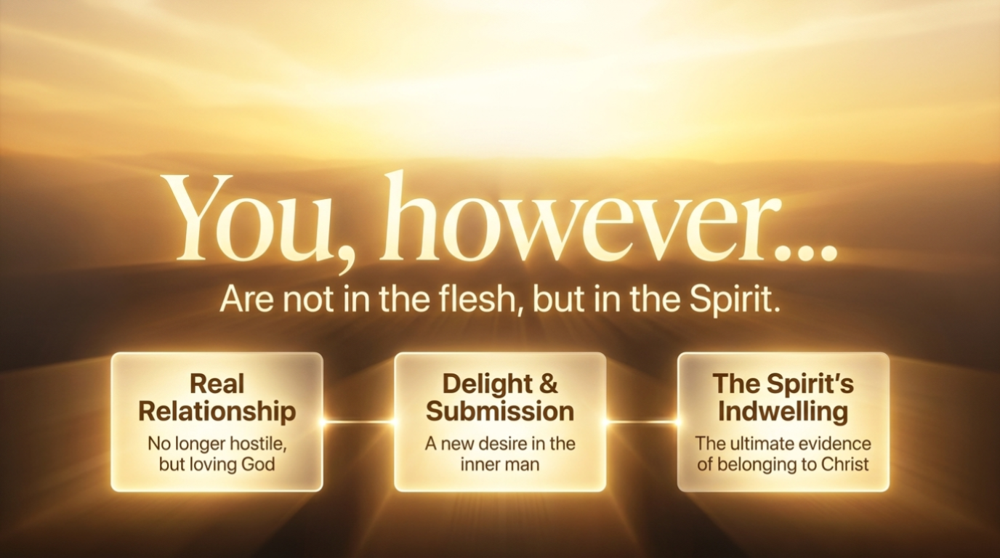 You, however...
Are not in the flesh, but in the Spirit.
Real
Relationship
No longer hostile,
but loving God
Delight &
Submission
A new desire in the
inner man
The Spirit’s
Indwelling
The ultimate evidence
of belonging to Christ